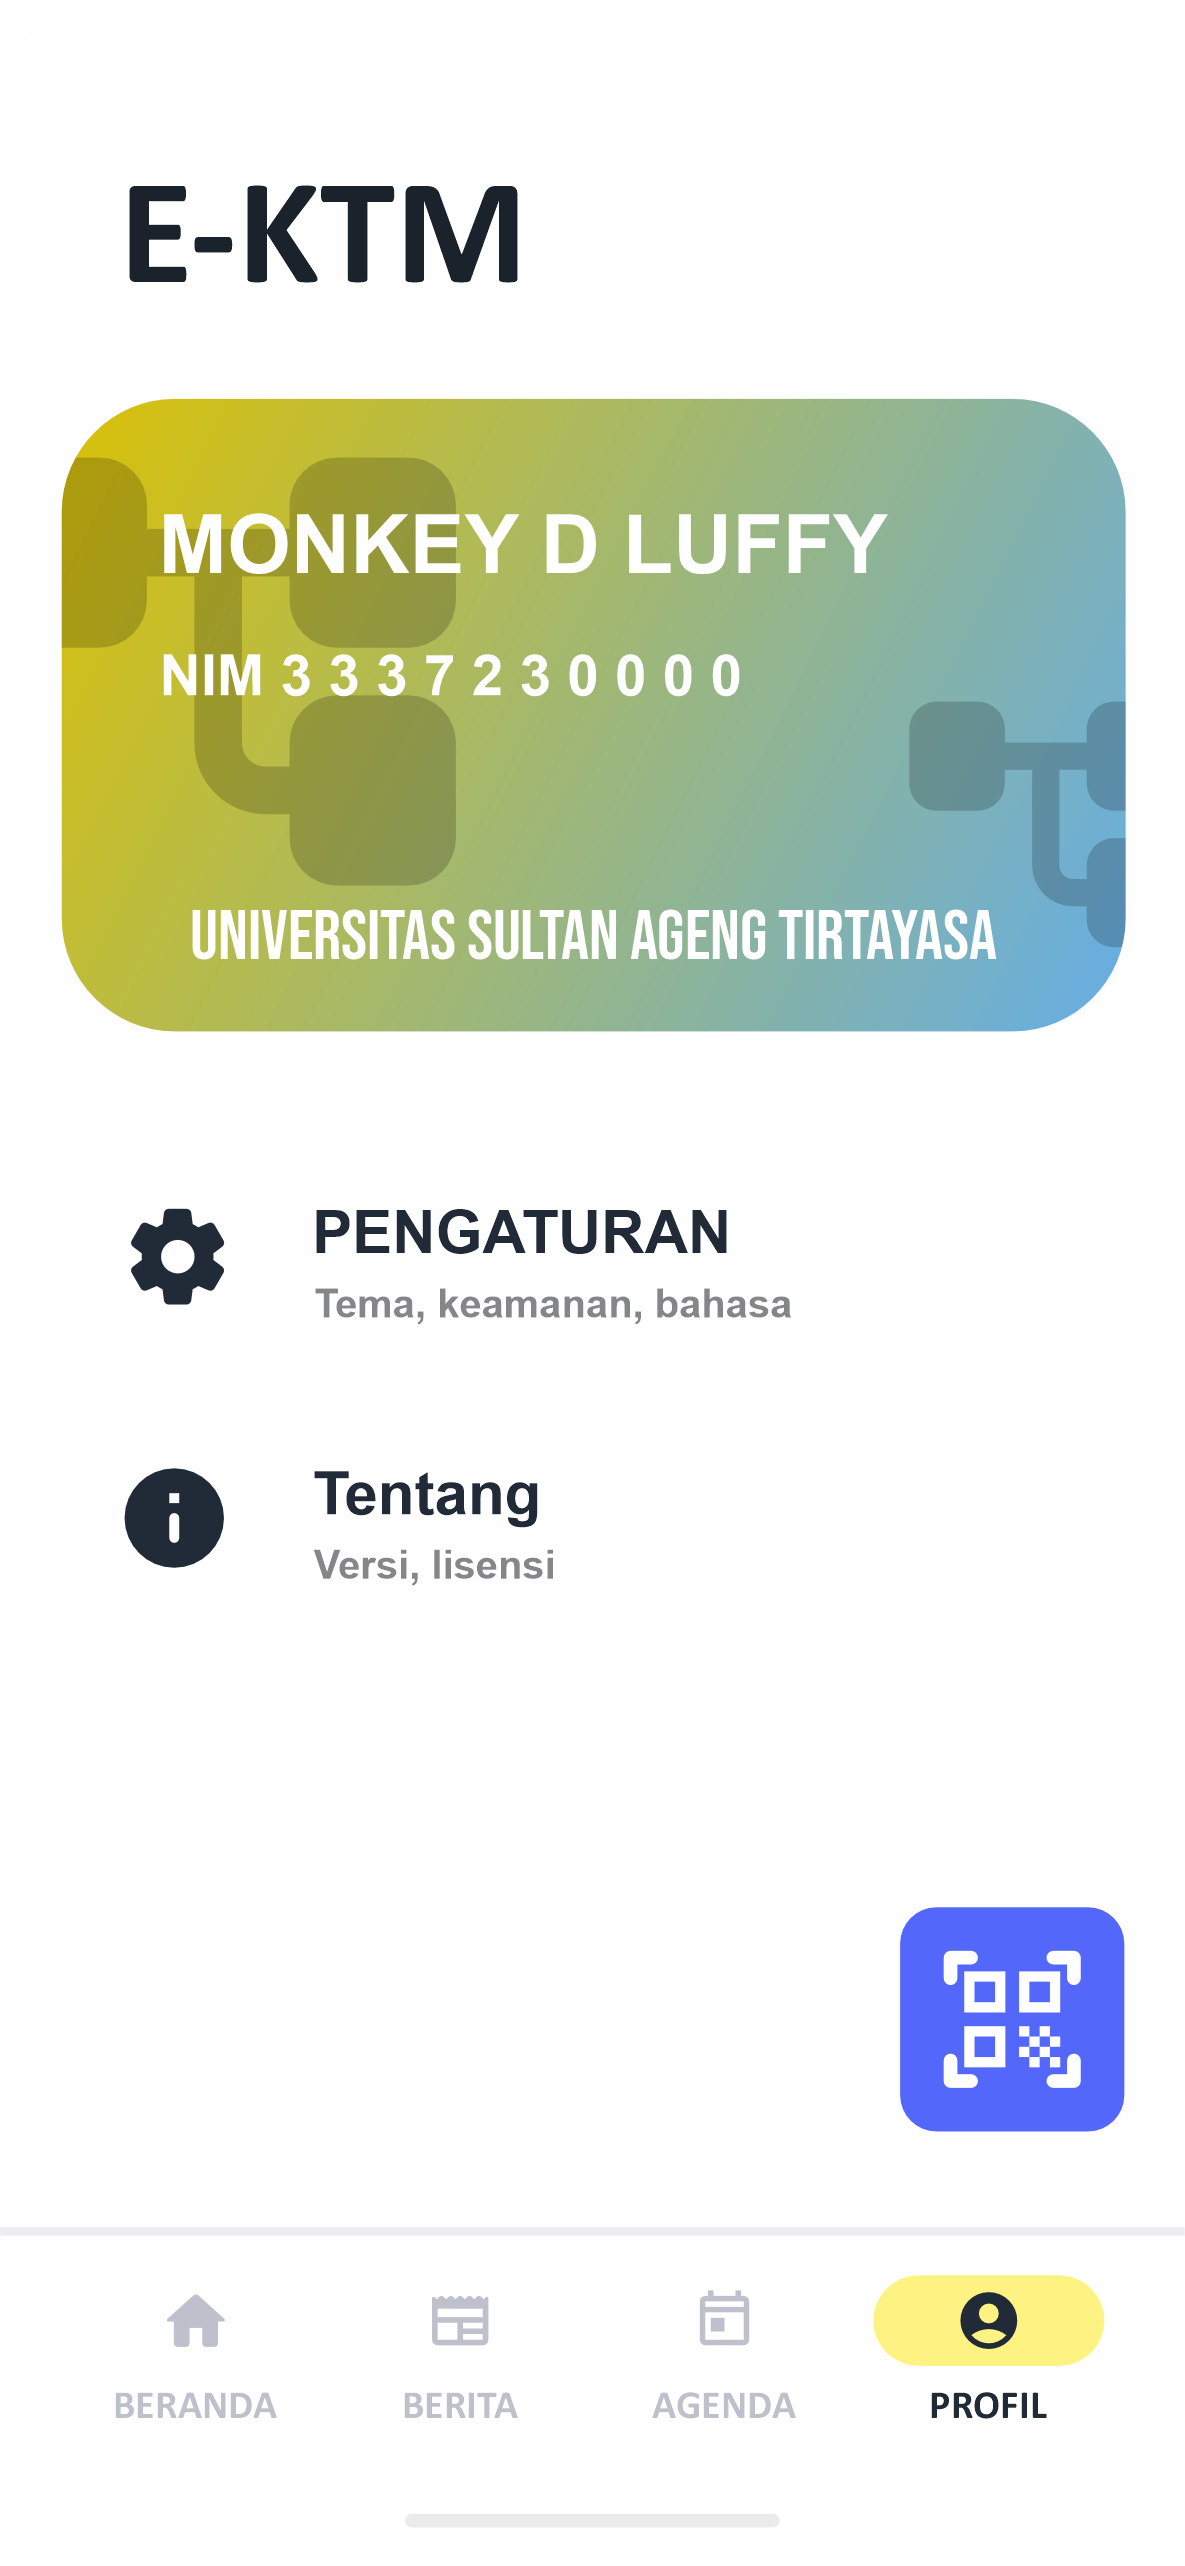 E-KTM
MONKEY D LUFFY
NIM 3 3 3 7 2 3 0 0 0 0
UNIVERSITAS SULTAN AGENG TIRTAYASA
PENGATURAN
Tema, keamanan, bahasa
Tentang
Versi, lisensi
BERANDA BERITA AGENDA PROFIL